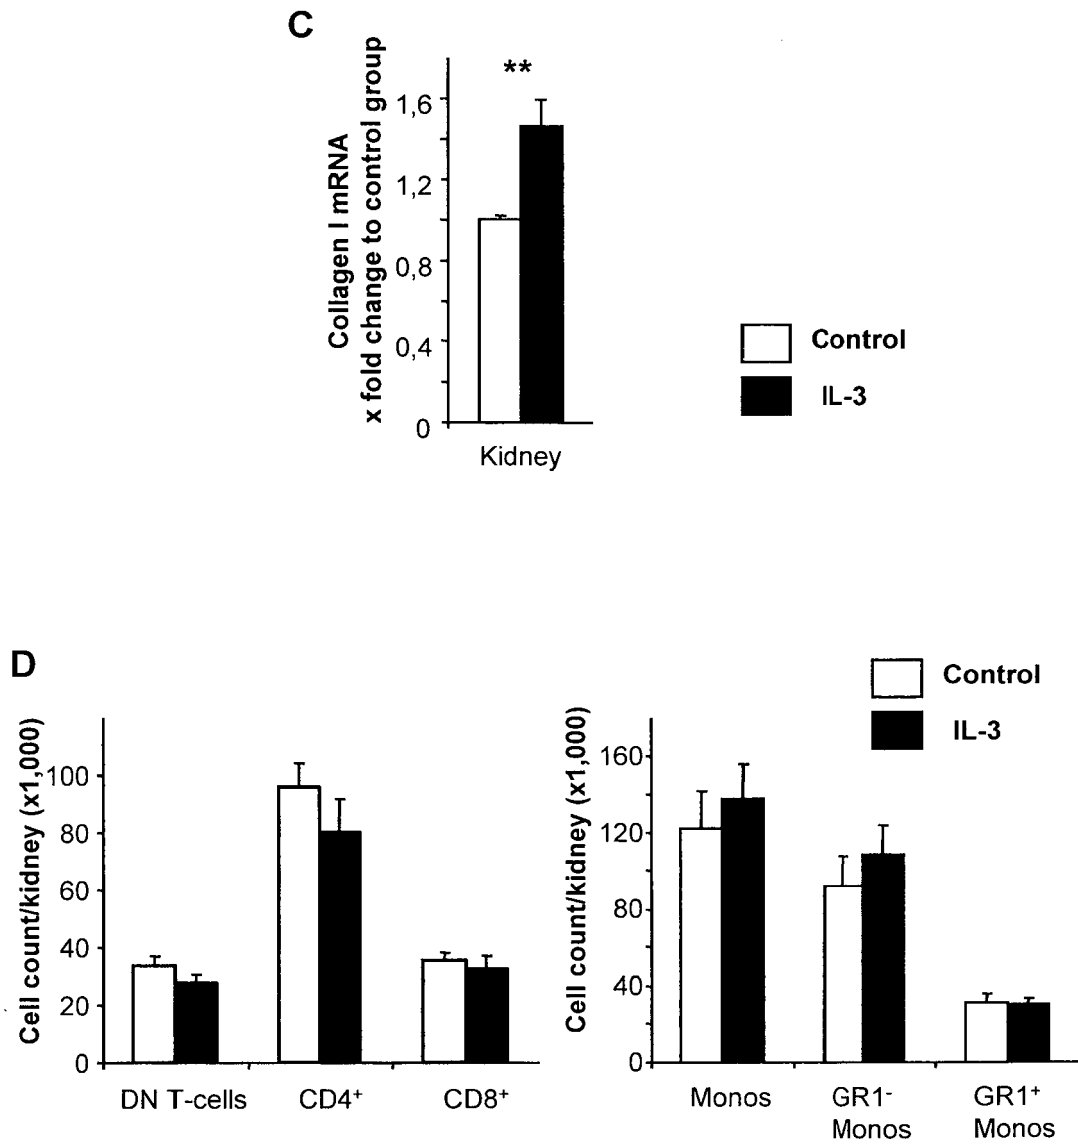 C
Collagen I mRNA
x fold change to control group
**
1,6
1,2
0,8
0,4
0
Kidney
Control
IL-3
D
Cell count/kidney (x1,000)
100
80
60
40
20
0
DN T-cells
CD4+
CD8+
Control
IL-3
Cell count/kidney (x1,000)
160
120
80
40
0
Monos
GR1-
Monos
GR1+
Monos